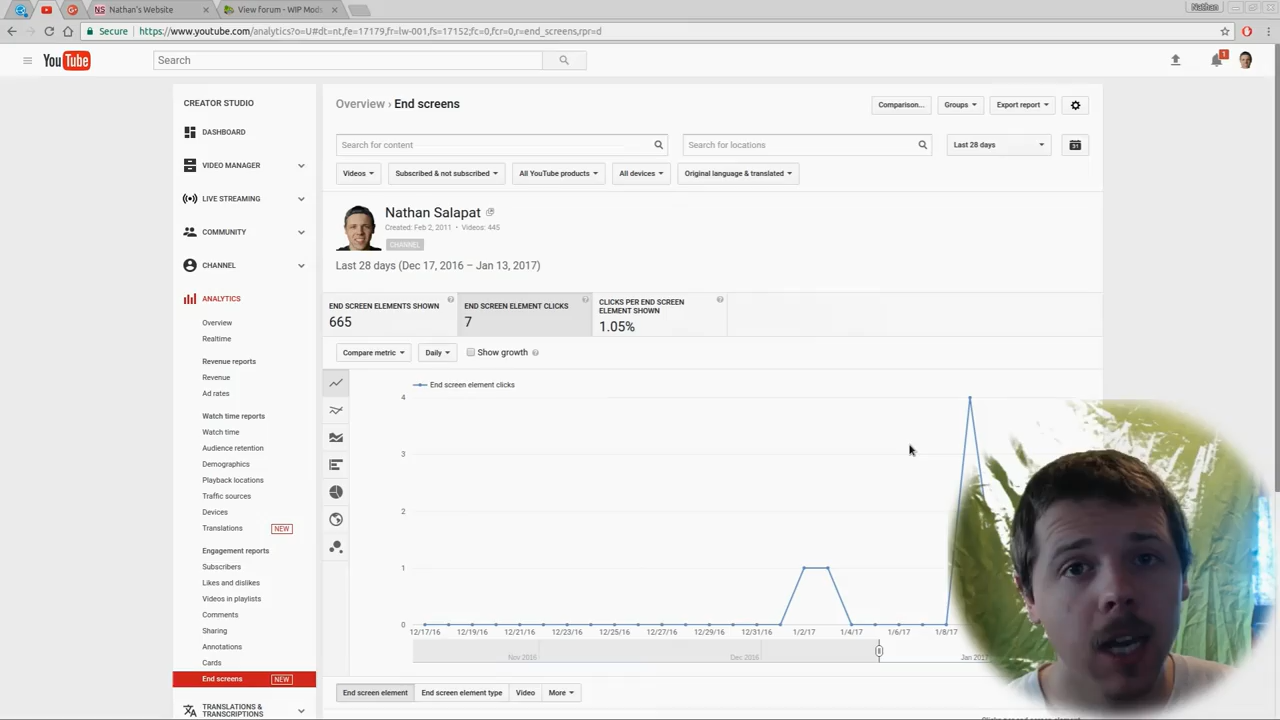 Nathan's Website
View forum - WIP Mods
Nathan
Secure
https://www.youtube.com/analytics?o=U#dt=nt,fe=17179,fr=lw-001,fs=17152;fc=0,fcr=0,r=end_screens,rpr=d
YouTube
Search
1
CREATOR STUDIO
DASHBOARD
VIDEO MANAGER
LIVE STREAMING
COMMUNITY
CHANNEL
ANALYTICS
Overview
Realtime
Revenue reports
Revenue
Ad rates
Watch time reports
Watch time
Audience retention
Demographics
Playback locations
Traffic sources
Devices
Translations NEW
Engagement reports
Subscribers
Likes and dislikes
Videos in playlists
Comments
Sharing
Annotations
Cards
End screens NEW
TRANSLATIONS &
TRANSCRIPTIONS
Overview › End screens
Comparison...
Groups
Export report
Search for content
Search for locations
Last 28 days
31
Videos
Subscribed & not subscribed
All YouTube products
All devices
Original language & translated
Nathan Salapat
Created: Feb 2, 2011 • Videos: 445
CHANNEL
Last 28 days (Dec 17, 2016 – Jan 13, 2017)
END SCREEN ELEMENTS SHOWN
665
END SCREEN ELEMENT CLICKS
7
CLICKS PER END SCREEN
ELEMENT SHOWN
1.05%
Compare metric
Daily
Show growth
End screen element clicks
4
3
2
1
0
12/17/16 12/19/16 12/21/16 12/23/16 12/25/16 12/27/16 12/29/16 12/31/16 1/2/17 1/4/17 1/6/17 1/8/17
Nov 2016
Dec 2016
Jan 2017
End screen element
End screen element type
Video
More